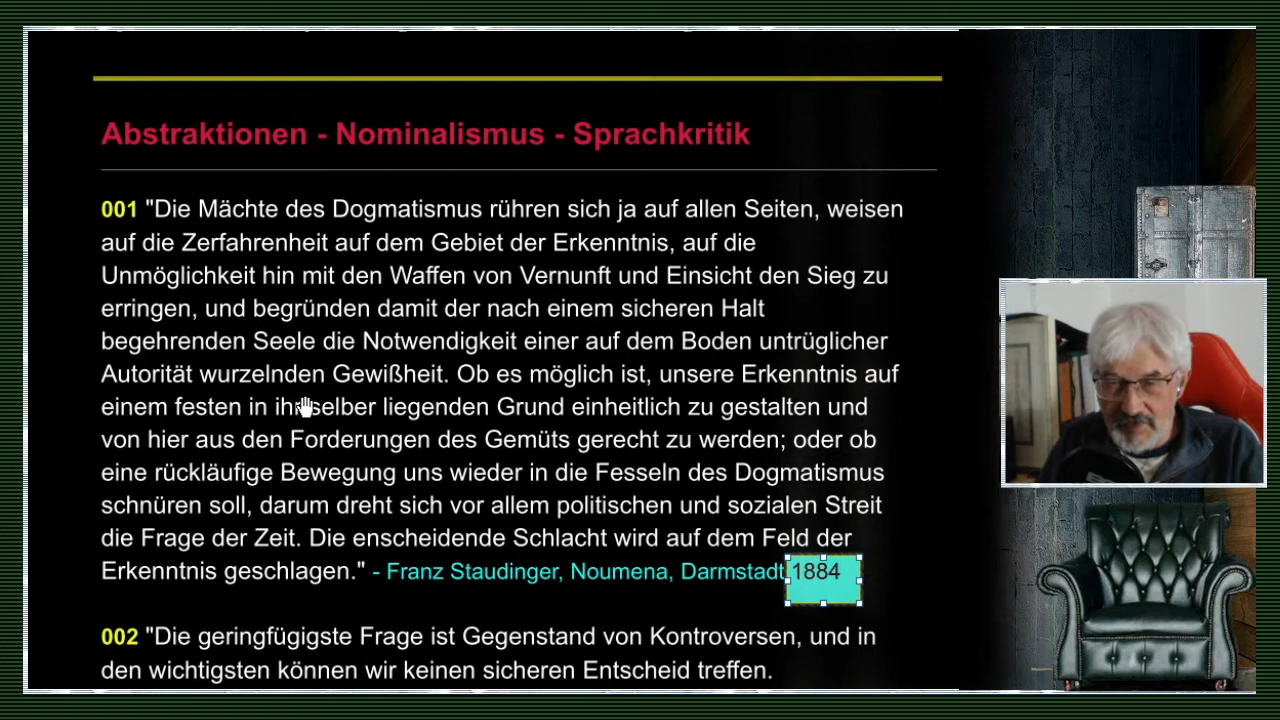 Abstraktionen - Nominalismus - Sprachkritik
001 "Die Mächte des Dogmatismus rühren sich ja auf allen Seiten, weisen
auf die Zerfahrenheit auf dem Gebiet der Erkenntnis, auf die
Unmöglichkeit hin mit den Waffen von Vernunft und Einsicht den Sieg zu
erringen, und begründen damit der nach einem sicheren Halt
begehrenden Seele die Notwendigkeit einer auf dem Boden untrüglicher
Autorität wurzelnden Gewißheit. Ob es möglich ist, unsere Erkenntnis auf
einem festen in ihr selber liegenden Grund einheitlich zu gestalten und
von hier aus den Forderungen des Gemüts gerecht zu werden; oder ob
eine rückläufige Bewegung uns wieder in die Fesseln des Dogmatismus
schnüren soll, darum dreht sich vor allem politischen und sozialen Streit
die Frage der Zeit. Die enscheidende Schlacht wird auf dem Feld der
Erkenntnis geschlagen." - Franz Staudinger, Noumena, Darmstadt 1884
002 "Die geringfügigste Frage ist Gegenstand von Kontroversen, und in
den wichtigsten können wir keinen sicheren Entscheid treffen.